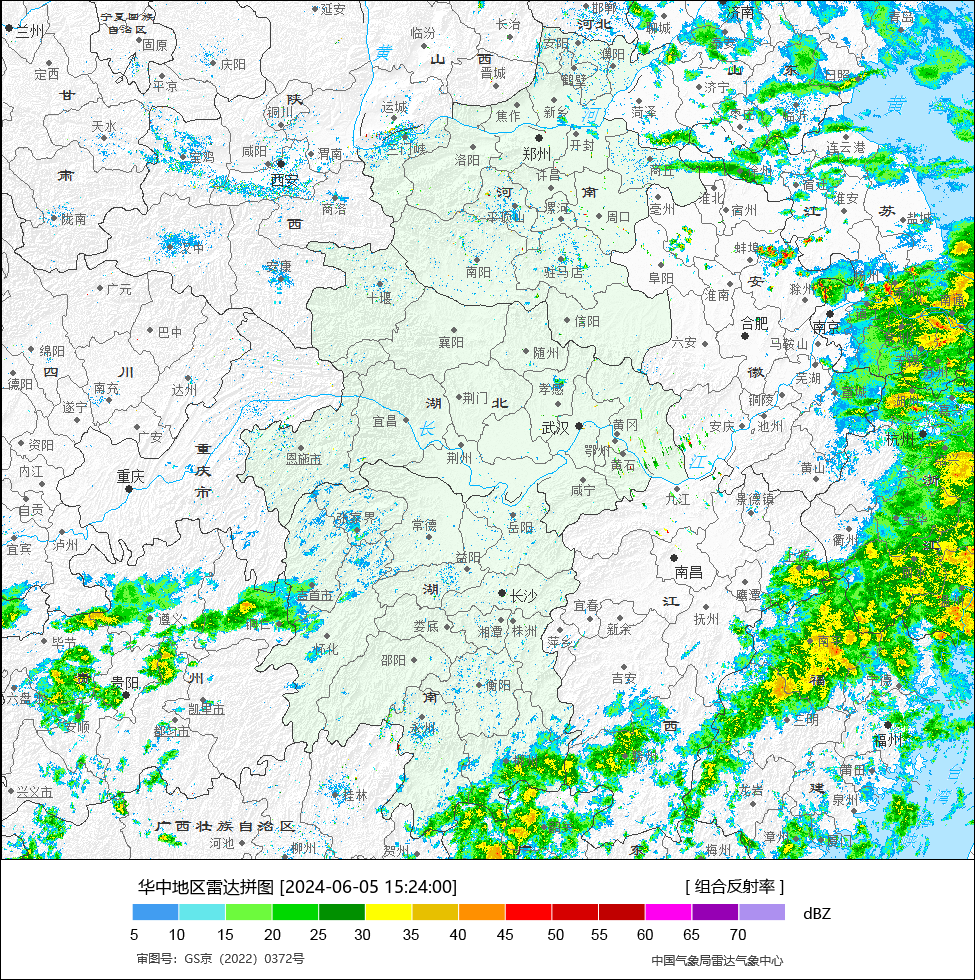 宁夏回族
自治区
延安
邯郸
河北
聊城
济南
青岛
兰州
固原
临汾
长治
安阳
濮阳
黄
庆阳
山
西
晋城
山
东
日照
定西
平凉
鹤壁
济宁
甘
陕
铜川
运城
焦作
新乡
河
菏泽
临沂
黄
天水
宝鸡
咸阳
渭南
三门峡
洛阳
郑州
开封
连云港
肃
西安
许昌
商丘
宿迁
淮安
商洛
河
南
亳州
淮北
宿州
江
苏
盐城
陇南
西
平顶山
漯河
周口
汉中
蚌埠
安康
南阳
驻马店
阜阳
安
广元
十堰
淮南
滁州
扬州
南通
信阳
合肥
南京
巴中
襄阳
六安
马鞍山
绵阳
随州
四
川
徽
芜湖
德阳
南充
达州
孝感
荆门
湖
北
铜陵
遂宁
宜昌
武汉
黄冈
安庆
池州
广安
长
杭州
资阳
重
庆
市
恩施市
荆州
鄂州
黄石
江
黄山
内江
重庆
浙
咸宁
九江
景德镇
自贡
张家界
常德
岳阳
衢州
宜宾
泸州
益阳
南昌
湖
长沙
鹰潭
吉首市
宜春
江
遵义
娄底
湘潭
株洲
新余
抚州
萍乡
南平
毕节
怀化
邵阳
贵阳
州
吉安
福
宁德
六盘水
衡阳
南
凯里市
西
三明
安顺
都匀市
永州
福州
莆田
兴义市
桂林
龙岩
建
泉州
广西壮族自治区
河池
柳州
贺州
广
东
梅州
漳州
厦门
华中地区雷达拼图 [2024-06-05 15:24:00]
[ 组合反射率 ]
dBZ
5 10 15 20 25 30 35 40 45 50 55 60 65 70
审图号：GS京（2022）0372号
中国气象局雷达气象中心